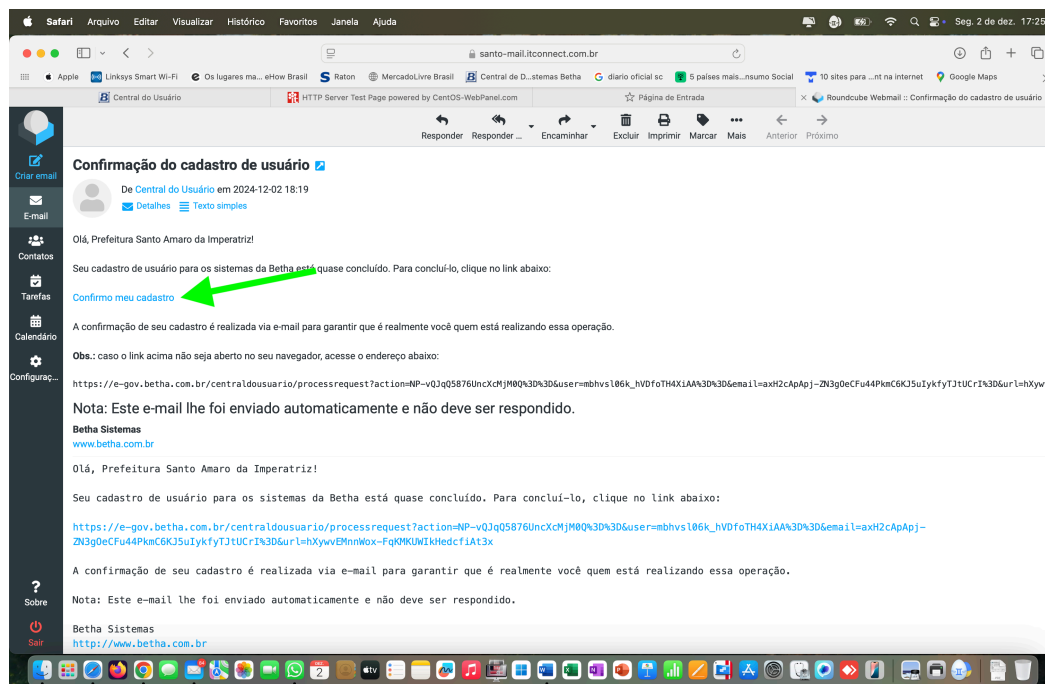 Safari Arquivo Editar Visualizar Histórico Favoritos Janela Ajuda Seg. 2 de dez. 17:25
santo-mail.itconnect.com.br
Apple Linksys Smart Wi-Fi Os lugares ma... eHow Brasil Raton MercadoLivre Brasil Central de D...stemas Betha diario oficial sc 5 países mais...nsumo Social 10 sites para ...nt na internet Google Maps
Central do Usuário HTTP Server Test Page powered by CentOS-WebPanel.com Página de Entrada Roundcube Webmail :: Confirmação do cadastro de usuário
Responder Responder ... Encaminhar Excluir Imprimir Marcar Mais Anterior Próximo
Criar email
E-mail
Contatos
Tarefas
Calendário
Configuraç...
Sobre
Sair
Confirmação do cadastro de usuário
De Central do Usuário em 2024-12-02 18:19
Detalhes Texto simples
Olá, Prefeitura Santo Amaro da Imperatriz!
Seu cadastro de usuário para os sistemas da Betha está quase concluído. Para concluí-lo, clique no link abaixo:
Confirmo meu cadastro
A confirmação de seu cadastro é realizada via e-mail para garantir que é realmente você quem está realizando essa operação.
Obs.: caso o link acima não seja aberto no seu navegador, acesse o endereço abaixo:
https://e-gov.betha.com.br/centraldousuario/processrequest?action=NP-vQJqQ5876UncXcMjM0Q%3D%3D&user=mbhvsl06k_hVDfoTH4XiAA%3D%3D&email=axH2cApApj-ZN3gOeCFu44PkmC6KJ5uIykfyTJtUCrI%3D&url=hXyw
Nota: Este e-mail lhe foi enviado automaticamente e não deve ser respondido.
Betha Sistemas
www.betha.com.br
Olá, Prefeitura Santo Amaro da Imperatriz!
Seu cadastro de usuário para os sistemas da Betha está quase concluído. Para concluí-lo, clique no link abaixo:
https://e-gov.betha.com.br/centraldousuario/processrequest?action=NP-vQJqQ5876UncXcMjM0Q%3D%3D&user=mbhvsl06k_hVDfoTH4XiAA%3D%3D&email=axH2cApApj-
ZN3gOeCFu44PkmC6KJ5uIykfyTJtUCrI%3D&url=hXywvEMnnWox-FqKMKUWIkHedcfiAt3x
A confirmação de seu cadastro é realizada via e-mail para garantir que é realmente você quem está realizando essa operação.
Nota: Este e-mail lhe foi enviado automaticamente e não deve ser respondido.
Betha Sistemas
http://www.betha.com.br